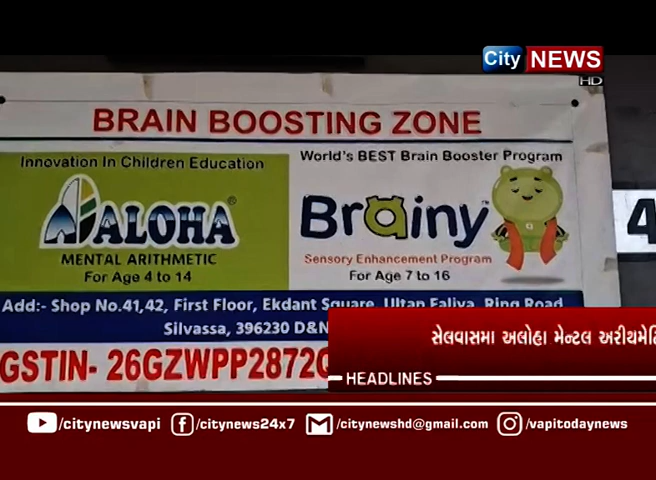 City NEWS
HD
BRAIN BOOSTING ZONE
Innovation In Children Education
ALOHA®
MENTAL ARITHMETIC
For Age 4 to 14
World's BEST Brain Booster Program
Brainy™
Sensory Enhancement Program
For Age 7 to 16
4
Add:- Shop No.41,42, First Floor, Ekdant Square, Ultan Faliya, Ring Road,
Silvassa, 396230 D&N
GSTIN- 26GZWPP2872
સેલવાસમા અલોહા મેન્ટલ
HEADLINES
/citynewsvapi
/citynews24x7
/citynewshd@gmail.com
/vapitodaynews